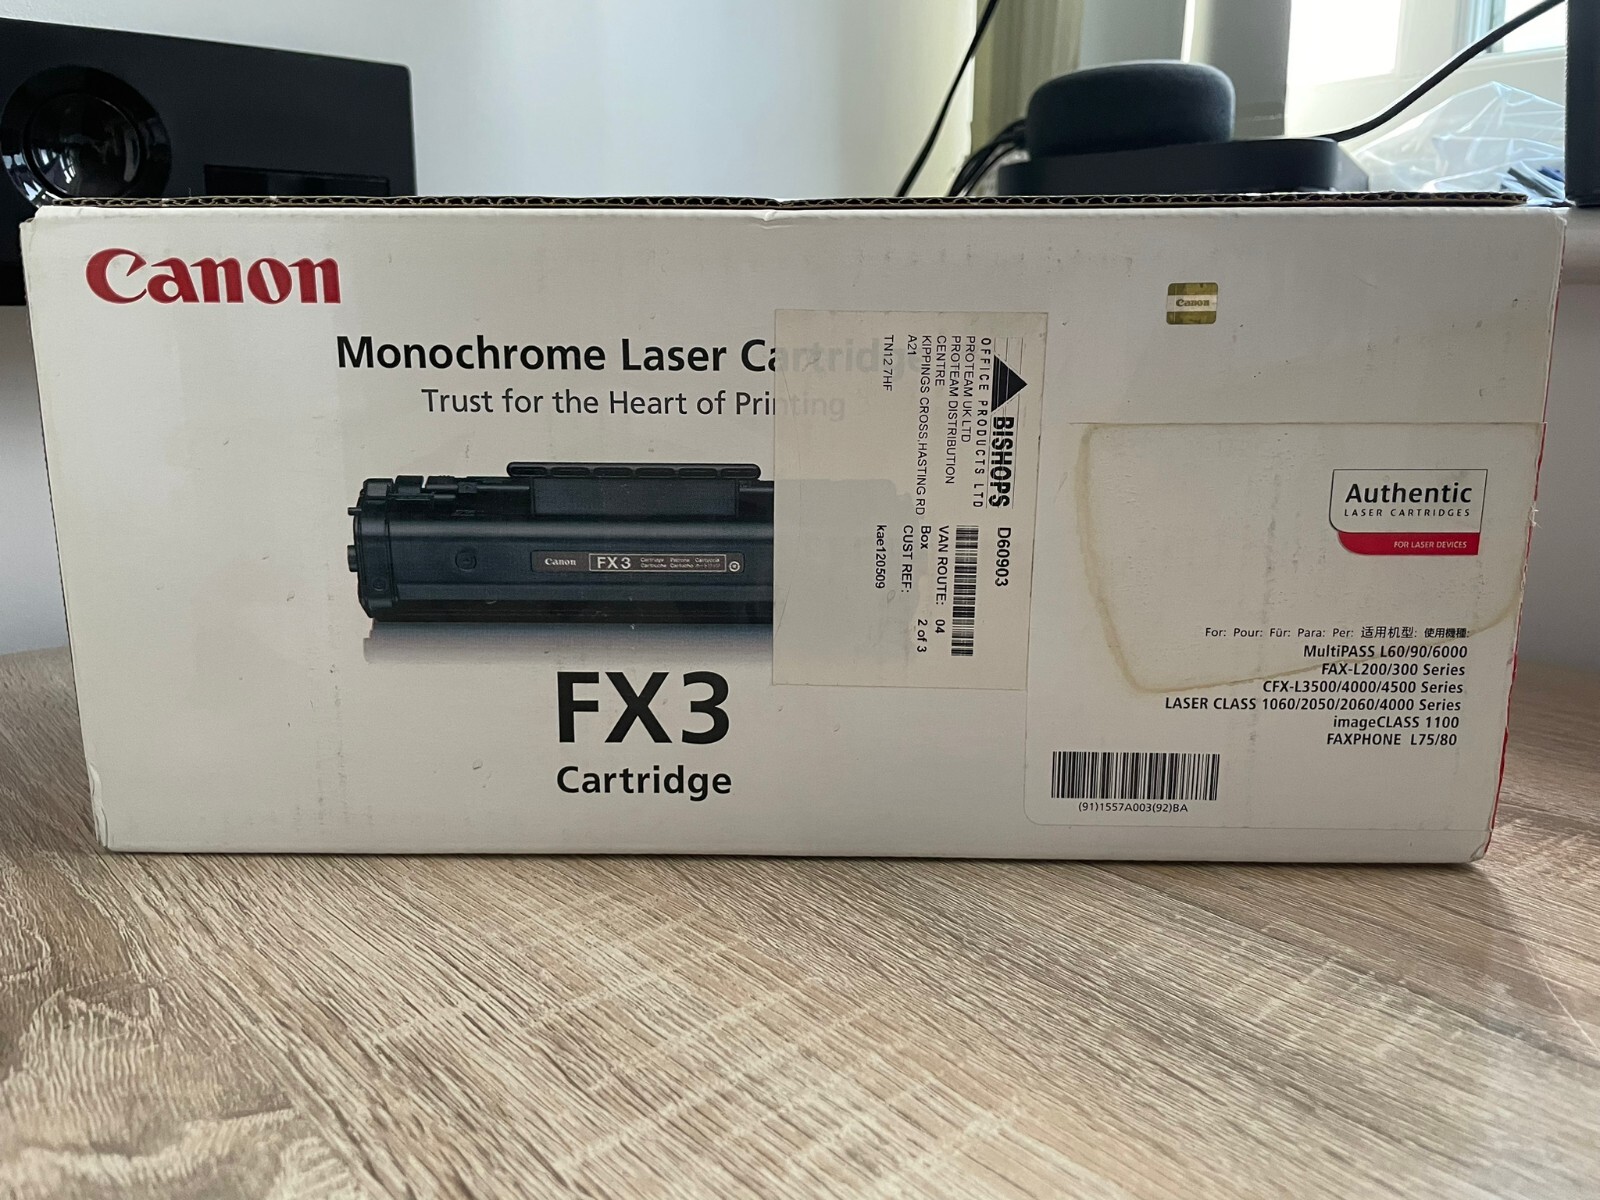 Canon
Monochrome Laser Cartridge
Trust for the Heart of Printing
Canon FX3
FX3
Cartridge
BISHOPS
OFFICE PRODUCTS LTD
PROTEAM UK LTD
PROTEAM DISTRIBUTION
CENTRE
KIPPINGS CROSS,HASTING RD
A21
TN12 7HF
D60903
VAN ROUTE: 04
Box 2 of 3
CUST REF:
kae120509
Canon
Authentic
LASER CARTRIDGES
FOR LASER DEVICES
For: Pour: Für: Para: Per: 适用机型: 使用機種:
MultiPASS L60/90/6000
FAX-L200/300 Series
CFX-L3500/4000/4500 Series
LASER CLASS 1060/2050/2060/4000 Series
imageCLASS 1100
FAXPHONE L75/80
(91)1557A003(92)BA